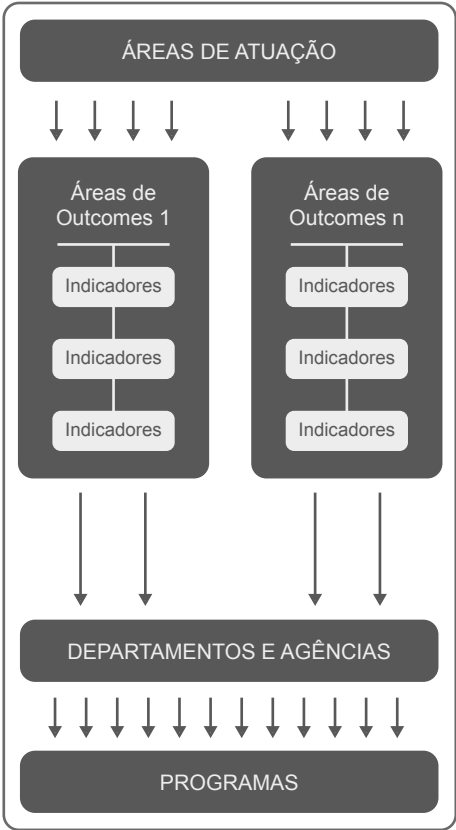 ÁREAS DE ATUAÇÃO
Áreas de
Outcomes 1
Indicadores
Indicadores
Indicadores
Áreas de
Outcomes n
Indicadores
Indicadores
Indicadores
DEPARTAMENTOS E AGÊNCIAS
PROGRAMAS